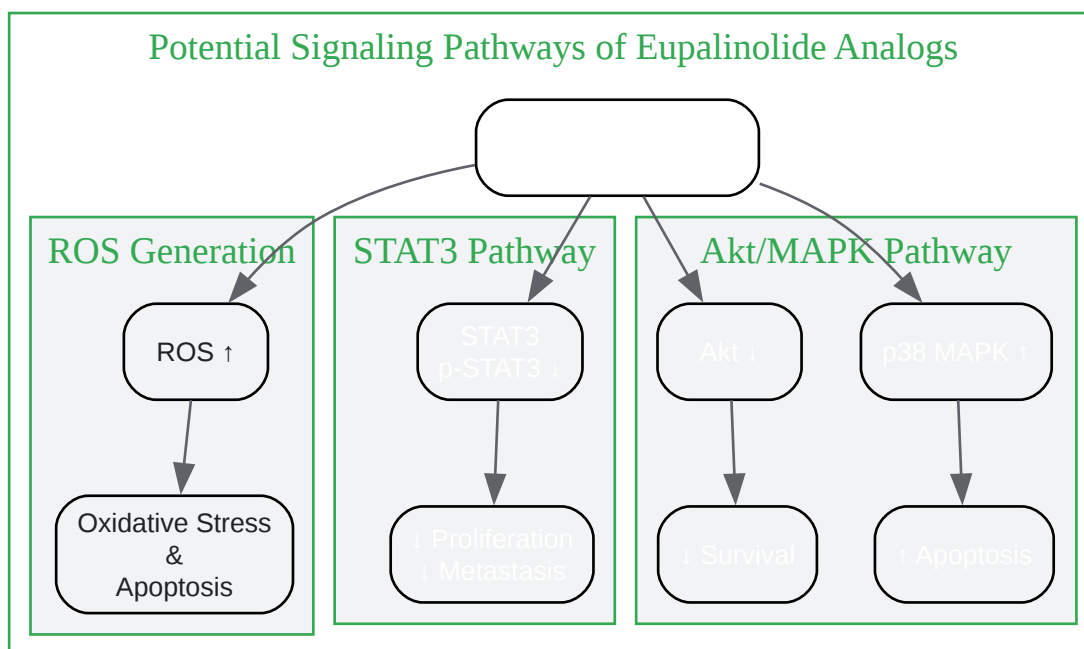 Potential Signaling Pathways of Eupalinolide Analogs
ROS Generation
STAT3 Pathway
Akt/MAPK Pathway
ROS ↑
STAT3
p-STAT3 ↓
Akt ↓
p38 MAPK ↑
Oxidative Stress
&
Apoptosis
↓ Proliferation
↓ Metastasis
↓ Survival
↑ Apoptosis